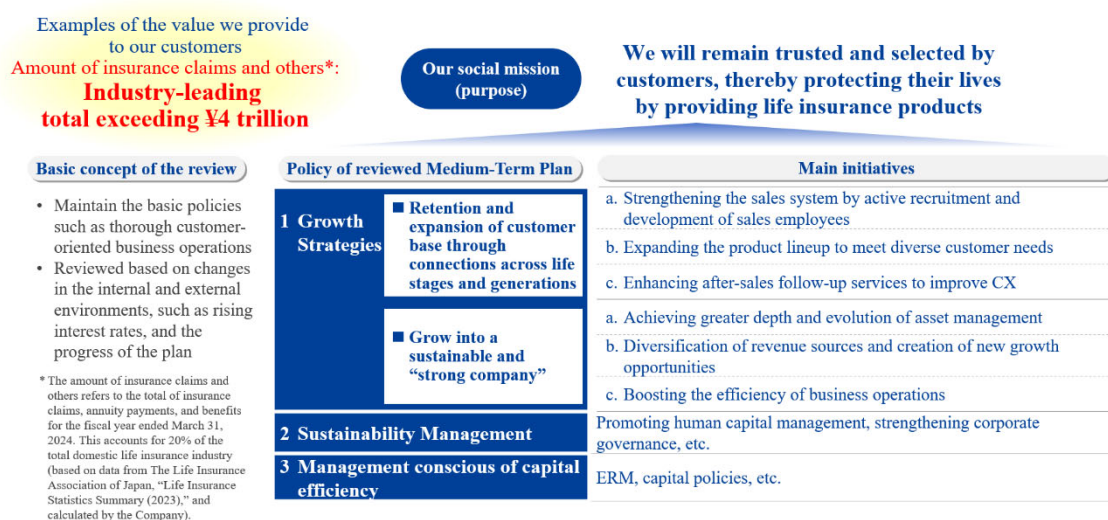 Examples of the value we provide
to our customers
Amount of insurance claims and others*:
Industry-leading
total exceeding ¥4 trillion
Our social mission
(purpose)
We will remain trusted and selected by
customers, thereby protecting their lives
by providing life insurance products
Basic concept of the review
• Maintain the basic policies
such as thorough customer-
oriented business operations
• Reviewed based on changes
in the internal and external
environments, such as rising
interest rates, and the
progress of the plan
* The amount of insurance claims and
others refers to the total of insurance
claims, annuity payments, and benefits
for the fiscal year ended March 31,
2024. This accounts for 20% of the
total domestic life insurance industry
(based on data from The Life Insurance
Association of Japan, “Life Insurance
Statistics Summary (2023),” and
calculated by the Company).
Policy of reviewed Medium-Term Plan
Main initiatives
1 Growth
Strategies
■ Retention and
expansion of customer
base through
connections across life
stages and generations
a. Strengthening the sales system by active recruitment and
development of sales employees
b. Expanding the product lineup to meet diverse customer needs
c. Enhancing after-sales follow-up services to improve CX
■ Grow into a
sustainable and
“strong company”
a. Achieving greater depth and evolution of asset management
b. Diversification of revenue sources and creation of new growth
opportunities
c. Boosting the efficiency of business operations
2 Sustainability Management
Promoting human capital management, strengthening corporate
governance, etc.
3 Management conscious of capital
efficiency
ERM, capital policies, etc.